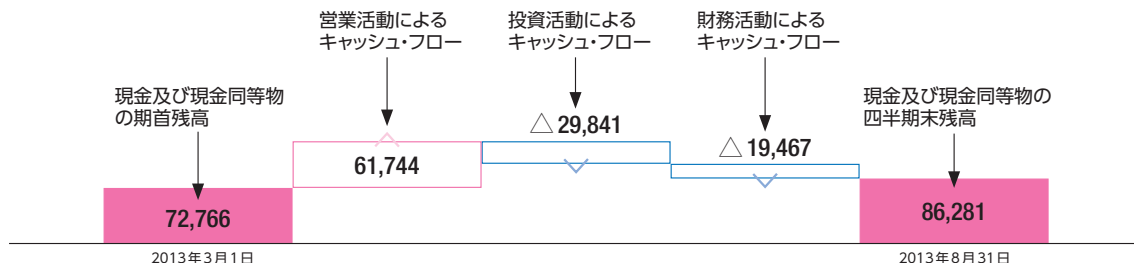 営業活動による
キャッシュ・フロー
投資活動による
キャッシュ・フロー
財務活動による
キャッシュ・フロー
現金及び現金同等物
の期首残高
現金及び現金同等物の
四半期末残高
△ 29,841
△ 19,467
61,744
72,766
86,281
2013年3月1日
2013年8月31日